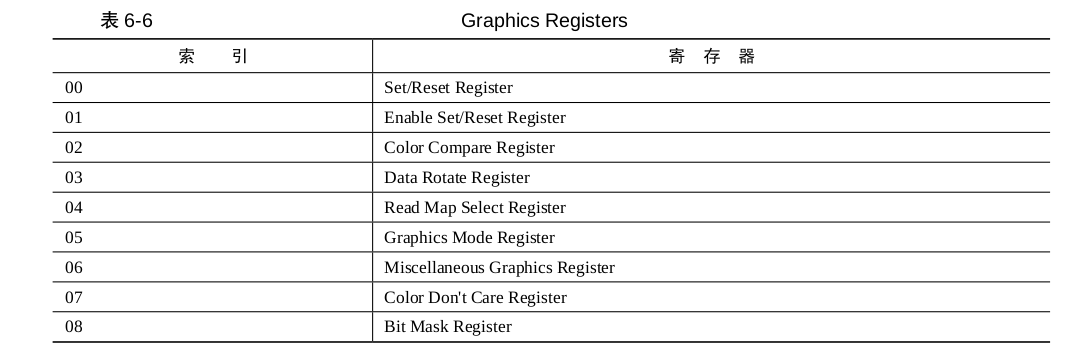 表 6-6 Graphics Registers
索 引 寄 存 器
00 Set/Reset Register
01 Enable Set/Reset Register
02 Color Compare Register
03 Data Rotate Register
04 Read Map Select Register
05 Graphics Mode Register
06 Miscellaneous Graphics Register
07 Color Don't Care Register
08 Bit Mask Register